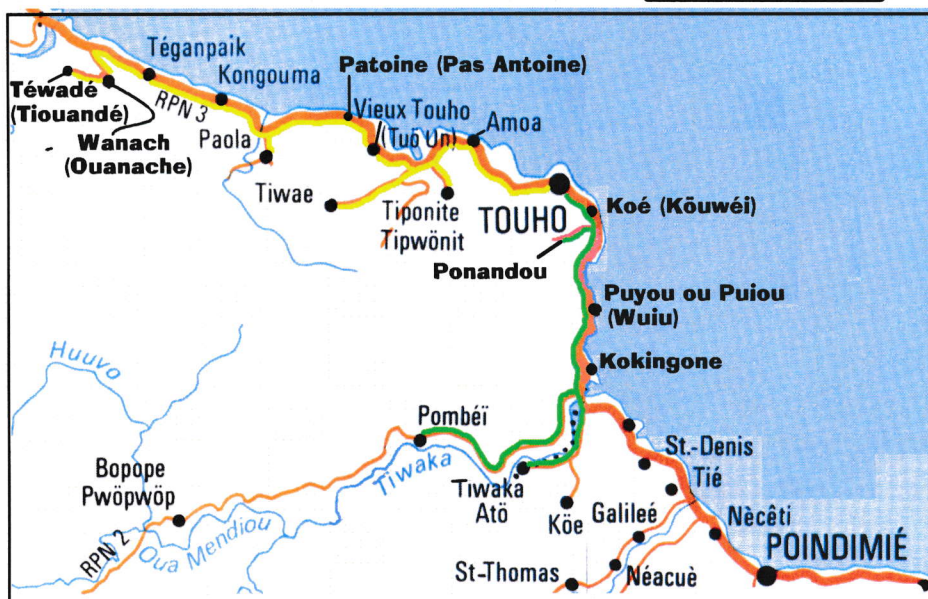 Téganpaik
Kongouma
Patoine (Pas Antoine)
Téwadé
(Tiouandé)
RPN 3
Vieux Touho
(Tuo Un)
Amoa
Wanach
(Ouanache)
Paola
Tiwae
Tiponite
Tipwönit
TOUHO
Koé (Köuwéi)
Ponandou
Puyou ou Puiou
(Wuiu)
Huuvo
Kokingone
Pombéï
St.-Denis
Tié
Bopope
Pwöpwöp
Tiwaka
Tiwaka
Atö
Köe
Galileé
Nècêti
RPN 2
Oua Mendiou
POINDIMIÉ
St-Thomas
Néacuè